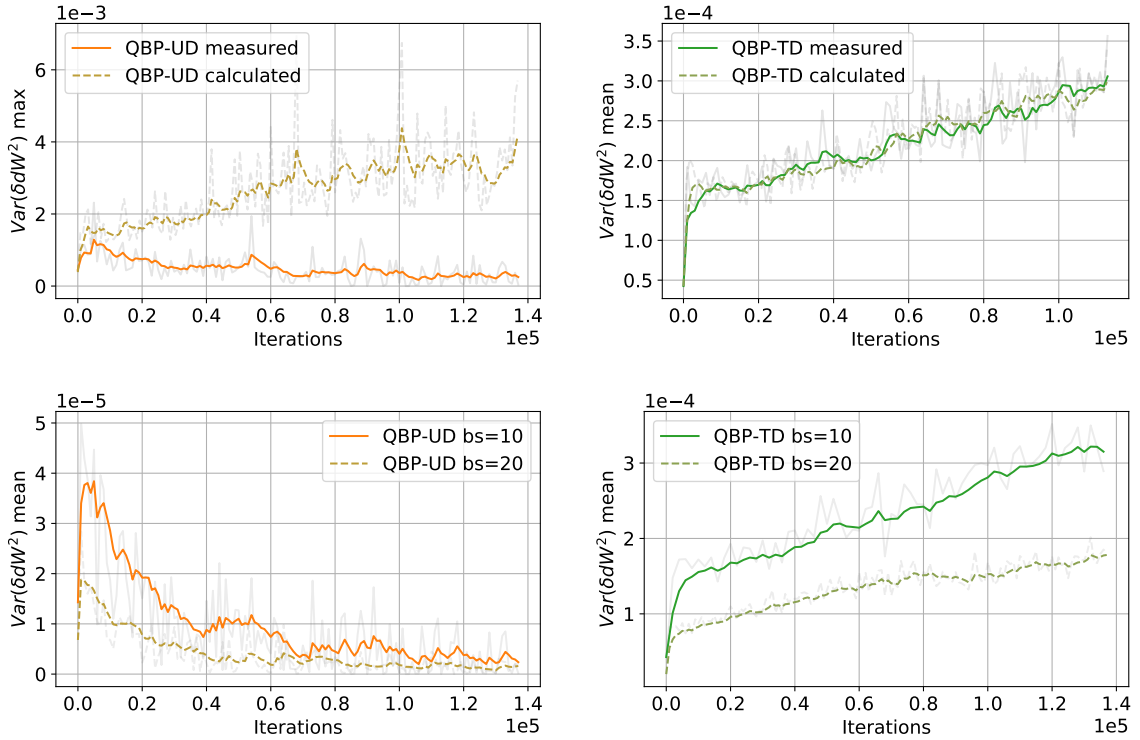 1e−3
Var(δdW²) max
6
4
2
0
QBP-UD measured
QBP-UD calculated
0.0 0.2 0.4 0.6 0.8 1.0 1.2 1.4
Iterations
1e5
1e−4
Var(δdW²) mean
3.5
3.0
2.5
2.0
1.5
1.0
0.5
QBP-TD measured
QBP-TD calculated
0.0 0.2 0.4 0.6 0.8 1.0
Iterations
1e5
1e−5
Var(δdW²) mean
5
4
3
2
1
0
QBP-UD bs=10
QBP-UD bs=20
0.0 0.2 0.4 0.6 0.8 1.0 1.2 1.4
Iterations
1e5
1e−4
Var(δdW²) mean
3
2
1
QBP-TD bs=10
QBP-TD bs=20
0.0 0.2 0.4 0.6 0.8 1.0 1.2 1.4
Iterations
1e5